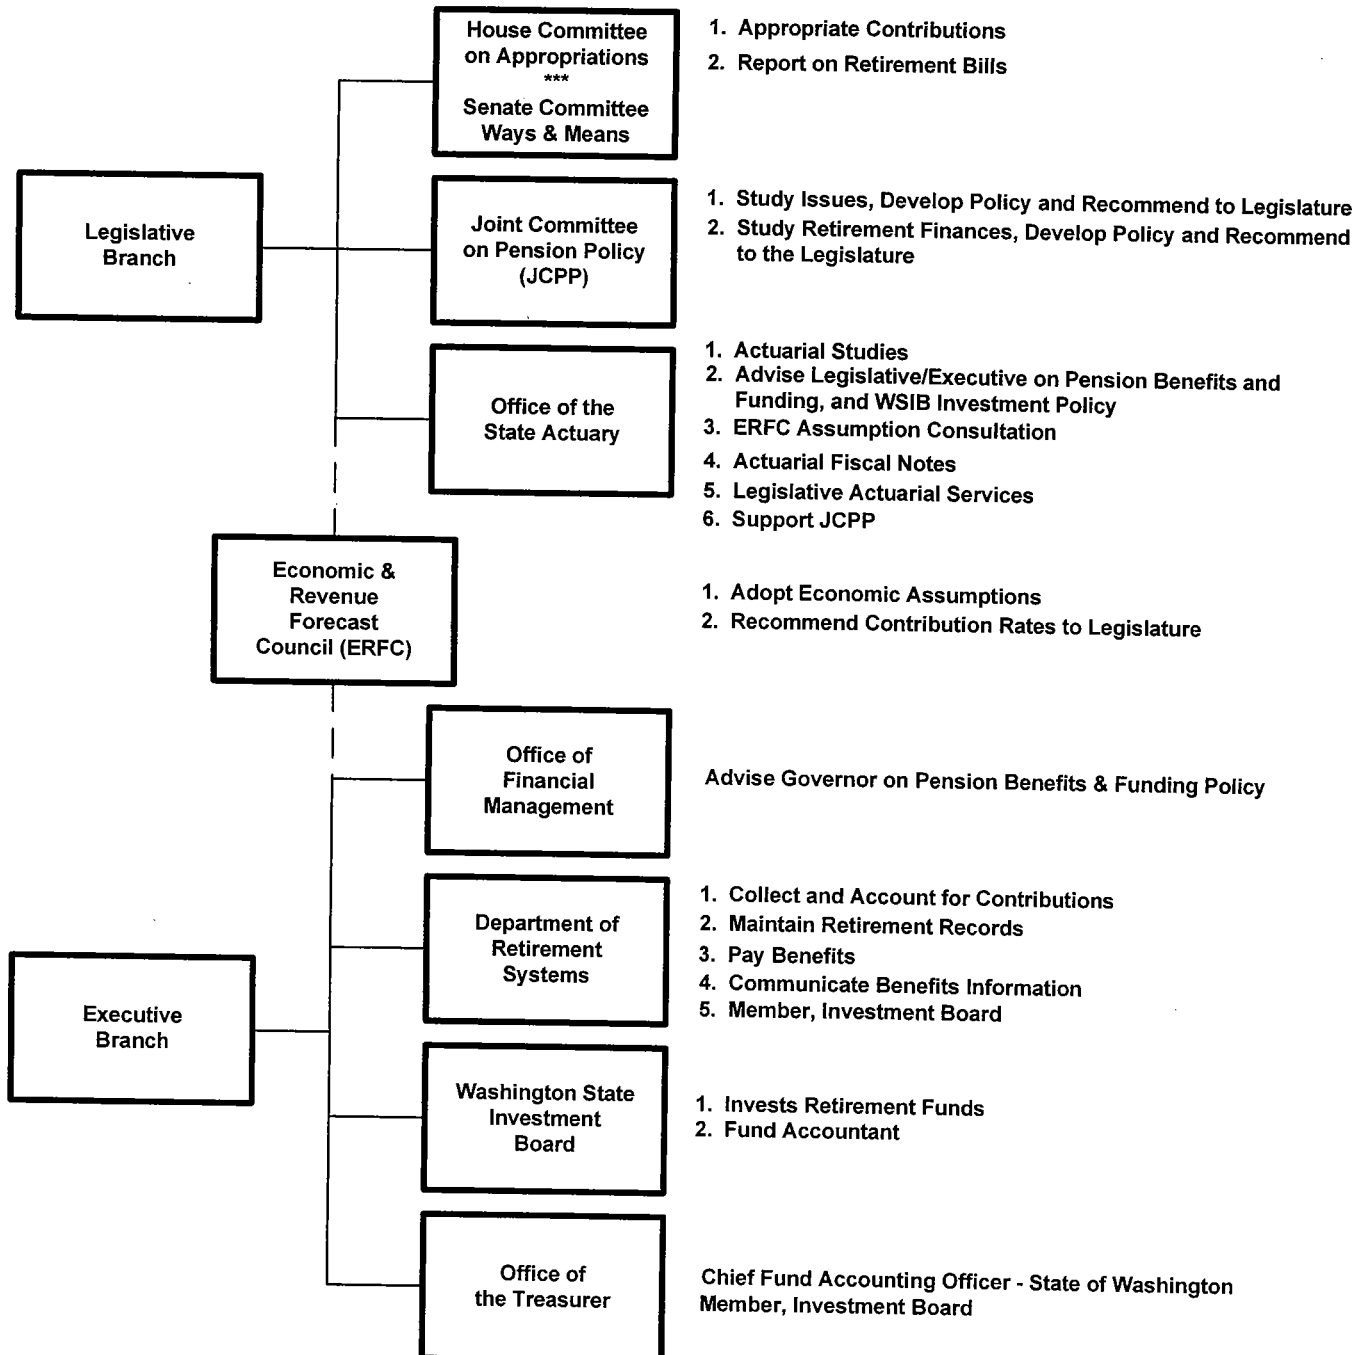 House Committee
on Appropriations
***
Senate Committee
Ways & Means
1. Appropriate Contributions
2. Report on Retirement Bills
Legislative
Branch
Joint Committee
on Pension Policy
(JCPP)
1. Study Issues, Develop Policy and Recommend to Legislature
2. Study Retirement Finances, Develop Policy and Recommend
to the Legislature
Office of the
State Actuary
1. Actuarial Studies
2. Advise Legislative/Executive on Pension Benefits and
Funding, and WSIB Investment Policy
3. ERFC Assumption Consultation
4. Actuarial Fiscal Notes
5. Legislative Actuarial Services
6. Support JCPP
Economic &
Revenue
Forecast
Council (ERFC)
1. Adopt Economic Assumptions
2. Recommend Contribution Rates to Legislature
Office of
Financial
Management
Advise Governor on Pension Benefits & Funding Policy
Department of
Retirement
Systems
1. Collect and Account for Contributions
2. Maintain Retirement Records
3. Pay Benefits
4. Communicate Benefits Information
5. Member, Investment Board
Executive
Branch
Washington State
Investment
Board
1. Invests Retirement Funds
2. Fund Accountant
Office of
the Treasurer
Chief Fund Accounting Officer - State of Washington
Member, Investment Board